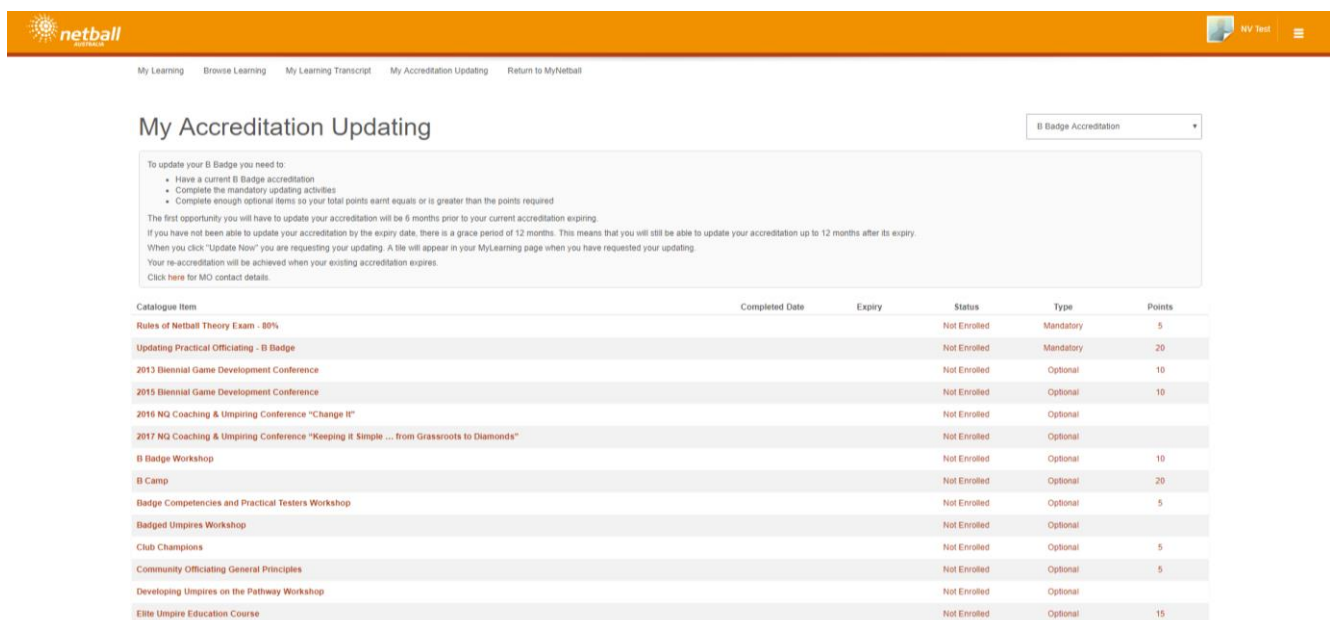 netball
AUSTRALIA
NV Test
My Learning Browse Learning My Learning Transcript My Accreditation Updating Return to MyNetball
My Accreditation Updating
B Badge Accreditation
To update your B Badge you need to:
Have a current B Badge accreditation
Complete the mandatory updating activities
Complete enough optional items so your total points earnt equals or is greater than the points required
The first opportunity you will have to update your accreditation will be 6 months prior to your current accreditation expiring.
If you have not been able to update your accreditation by the expiry date, there is a grace period of 12 months. This means that you will still be able to update your accreditation up to 12 months after its expiry.
When you click "Update Now" you are requesting your updating. A tile will appear in your MyLearning page when you have requested your updating.
Your re-accreditation will be achieved when your existing accreditation expires.
Click here for MO contact details.
Catalogue Item Completed Date Expiry Status Type Points
Rules of Netball Theory Exam - 80% Not Enrolled Mandatory 5
Updating Practical Officiating - B Badge Not Enrolled Mandatory 20
2013 Biennial Game Development Conference Not Enrolled Optional 10
2015 Biennial Game Development Conference Not Enrolled Optional 10
2016 NQ Coaching & Umpiring Conference "Change It" Not Enrolled Optional
2017 NQ Coaching & Umpiring Conference "Keeping it Simple ... from Grassroots to Diamonds" Not Enrolled Optional
B Badge Workshop Not Enrolled Optional 10
B Camp Not Enrolled Optional 20
Badge Competencies and Practical Testers Workshop Not Enrolled Optional 5
Badged Umpires Workshop Not Enrolled Optional
Club Champions Not Enrolled Optional 5
Community Officiating General Principles Not Enrolled Optional 5
Developing Umpires on the Pathway Workshop Not Enrolled Optional
Elite Umpire Education Course Not Enrolled Optional 15